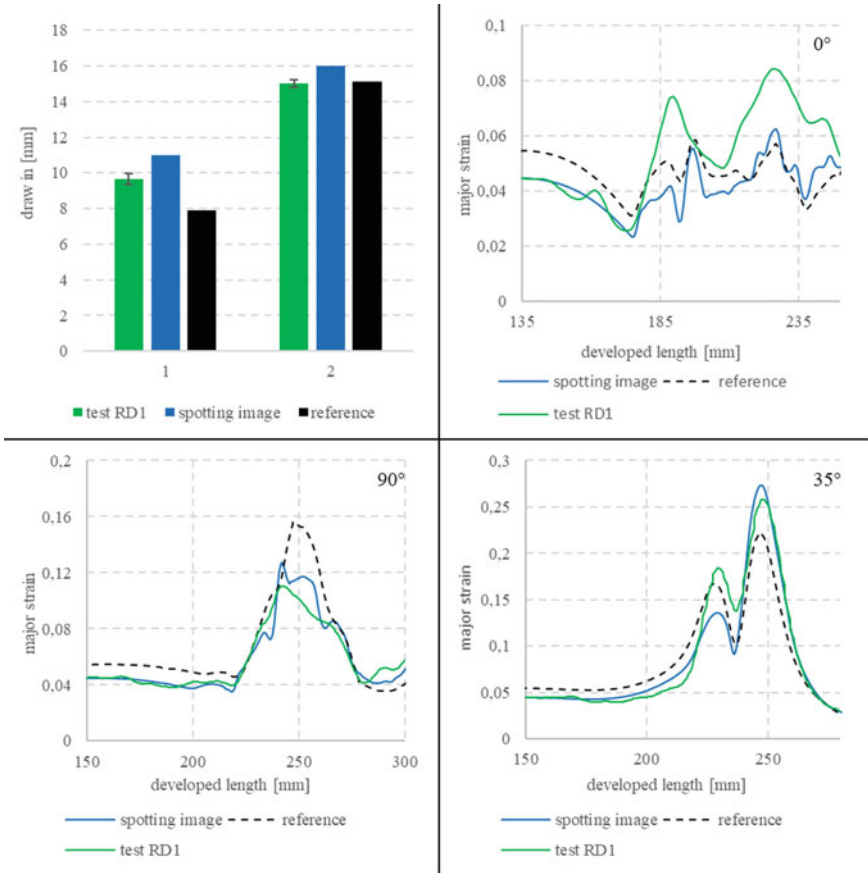 18
16
14
12
10
8
6
4
2
0
draw in [mm]
1 2
test RD1 spotting image reference
0,1
0,08
0,06
0,04
0,02
0
major strain
0°
135 185 235
developed length [mm]
spotting image reference
test RD1
0,2
0,16
0,12
0,08
0,04
0
major strain
90°
150 200 250 300
developed length [mm]
spotting image reference
test RD1
0,3
0,25
0,2
0,15
0,1
0,05
0
major strain
35°
150 200 250
developed length [mm]
spotting image reference
test RD1